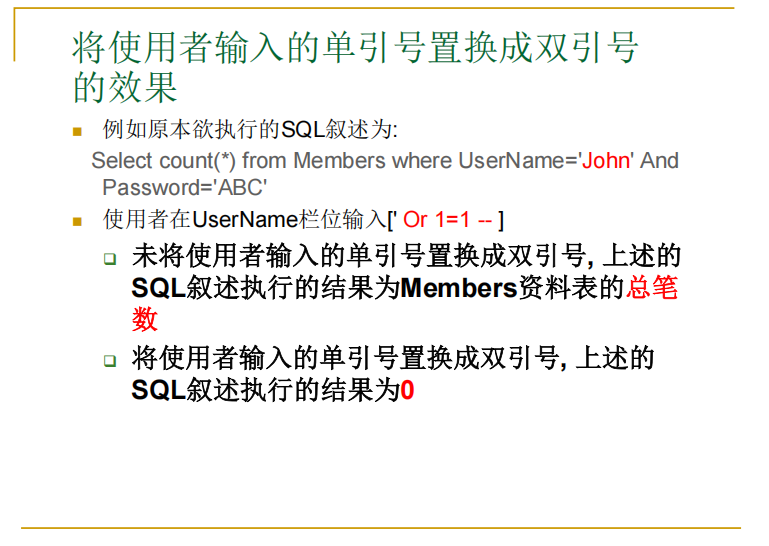 将使用者输入的单引号置换成双引号
的效果
例如原本欲执行的SQL叙述为:
Select count(*) from Members where UserName='John' And
Password='ABC'
使用者在UserName栏位输入[' Or 1=1 -- ]
未将使用者输入的单引号置换成双引号, 上述的
SQL叙述执行的结果为Members资料表的总笔
数
将使用者输入的单引号置换成双引号, 上述的
SQL叙述执行的结果为0